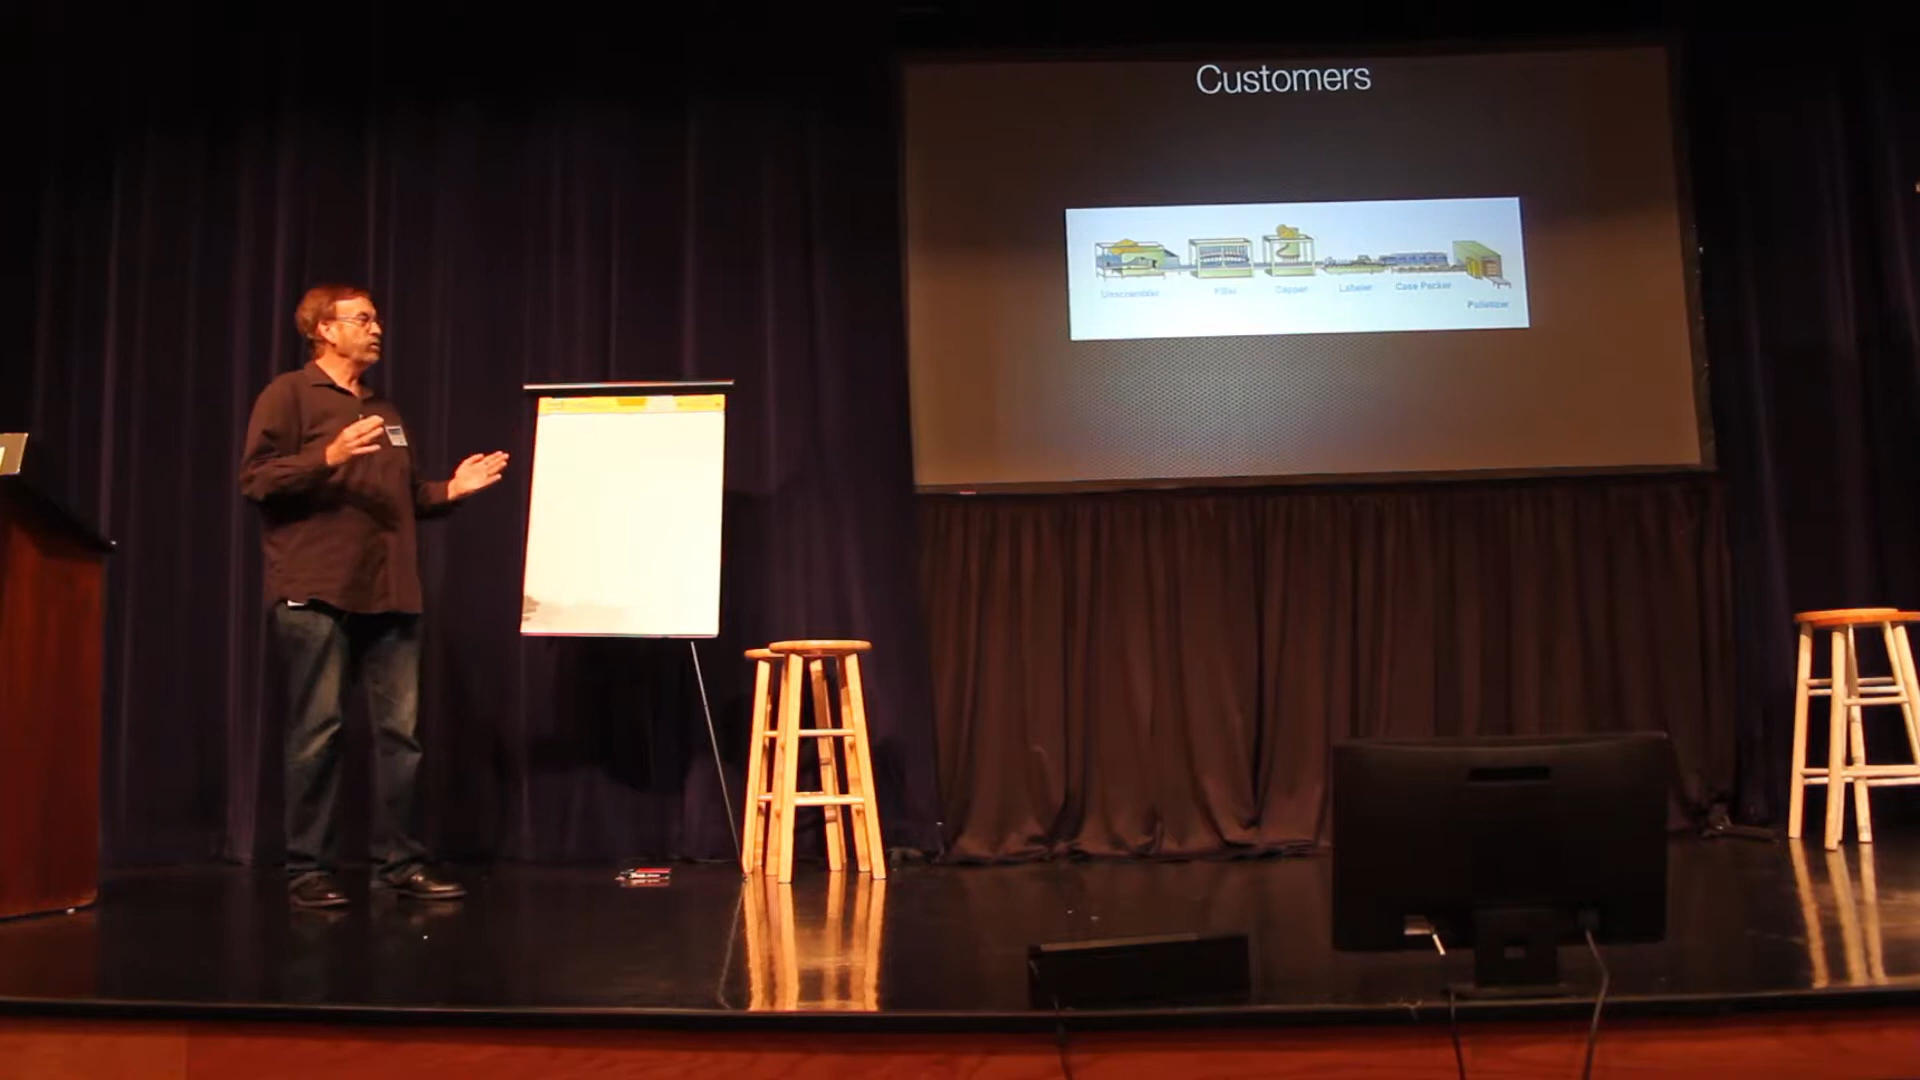 Customers
Unscrambler
Filler
Capper
Labeler
Case Packer
Palletizer